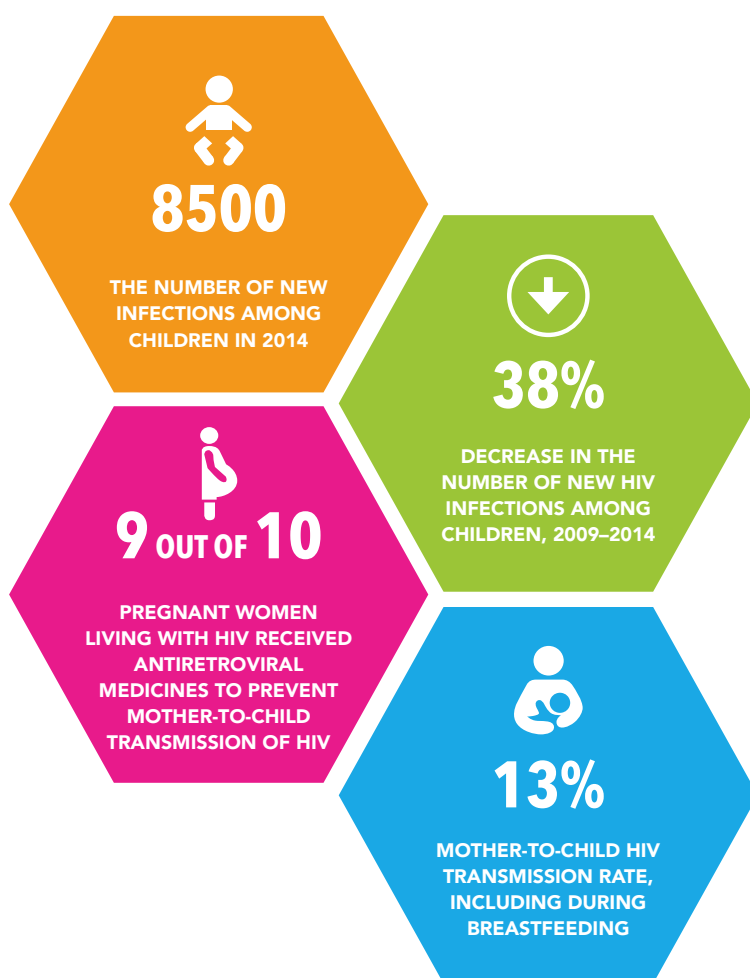 8500
THE NUMBER OF NEW
INFECTIONS AMONG
CHILDREN IN 2014
38%
DECREASE IN THE
NUMBER OF NEW HIV
INFECTIONS AMONG
CHILDREN, 2009–2014
9 OUT OF 10
PREGNANT WOMEN
LIVING WITH HIV RECEIVED
ANTIRETROVIRAL
MEDICINES TO PREVENT
MOTHER-TO-CHILD
TRANSMISSION OF HIV
13%
MOTHER-TO-CHILD HIV
TRANSMISSION RATE,
INCLUDING DURING
BREASTFEEDING